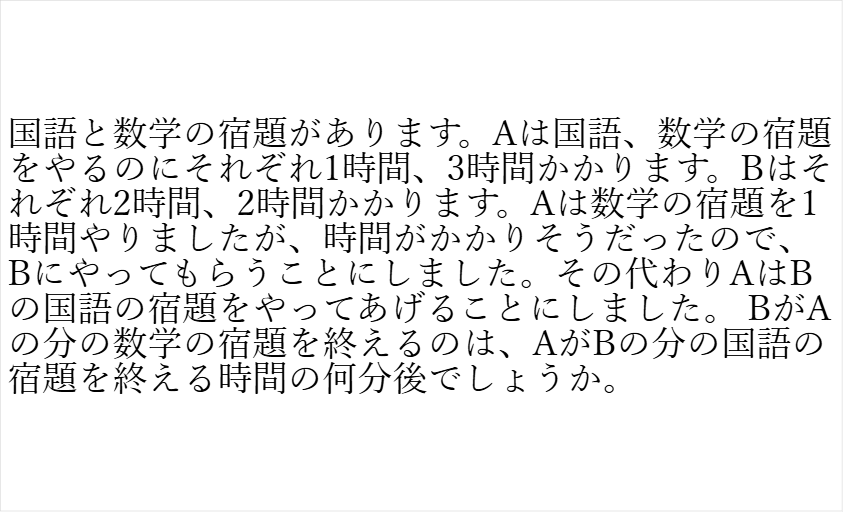 国語と数学の宿題があります。Aは国語、数学の宿題
をやるのにそれぞれ1時間、3時間かかります。Bはそ
れぞれ2時間、2時間かかります。Aは数学の宿題を1
時間やりましたが、時間がかかりそうだったので、
Bにやってもらうことにしました。その代わりAはB
の国語の宿題をやってあげることにしました。 BがA
の分の数学の宿題を終えるのは、AがBの分の国語の
宿題を終える時間の何分後でしょうか。